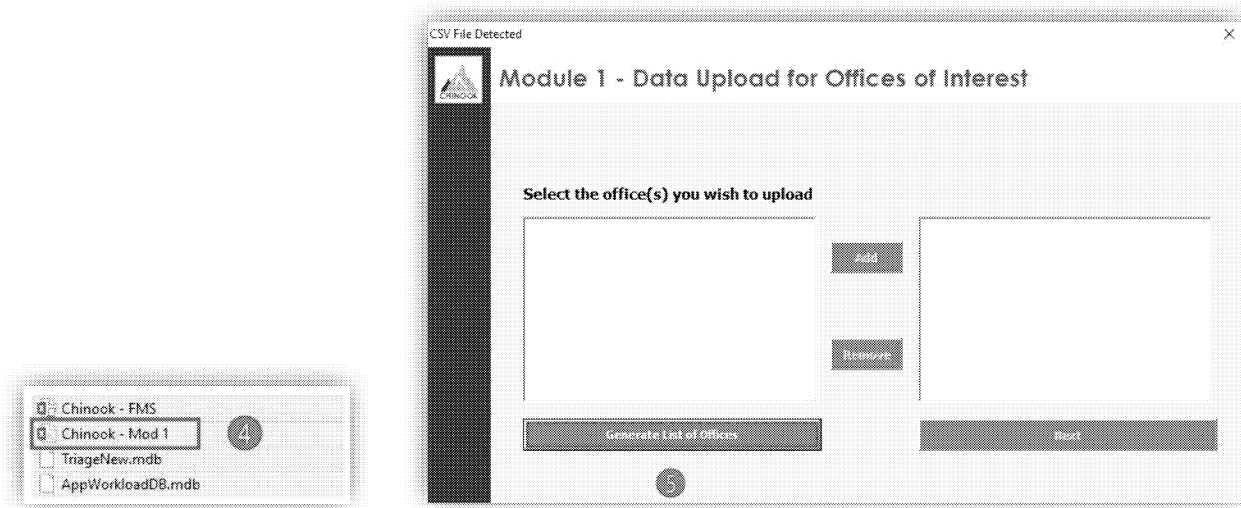 CSV File Detected
CHINOOK
Module 1 - Data Upload for Offices of Interest
Select the office(s) you wish to upload
Add
Remove
Generate List of Offices
Next
5
Chinook - FMS
Chinook - Mod 1
4
TriageNew.mdb
AppWorkloadDB.mdb